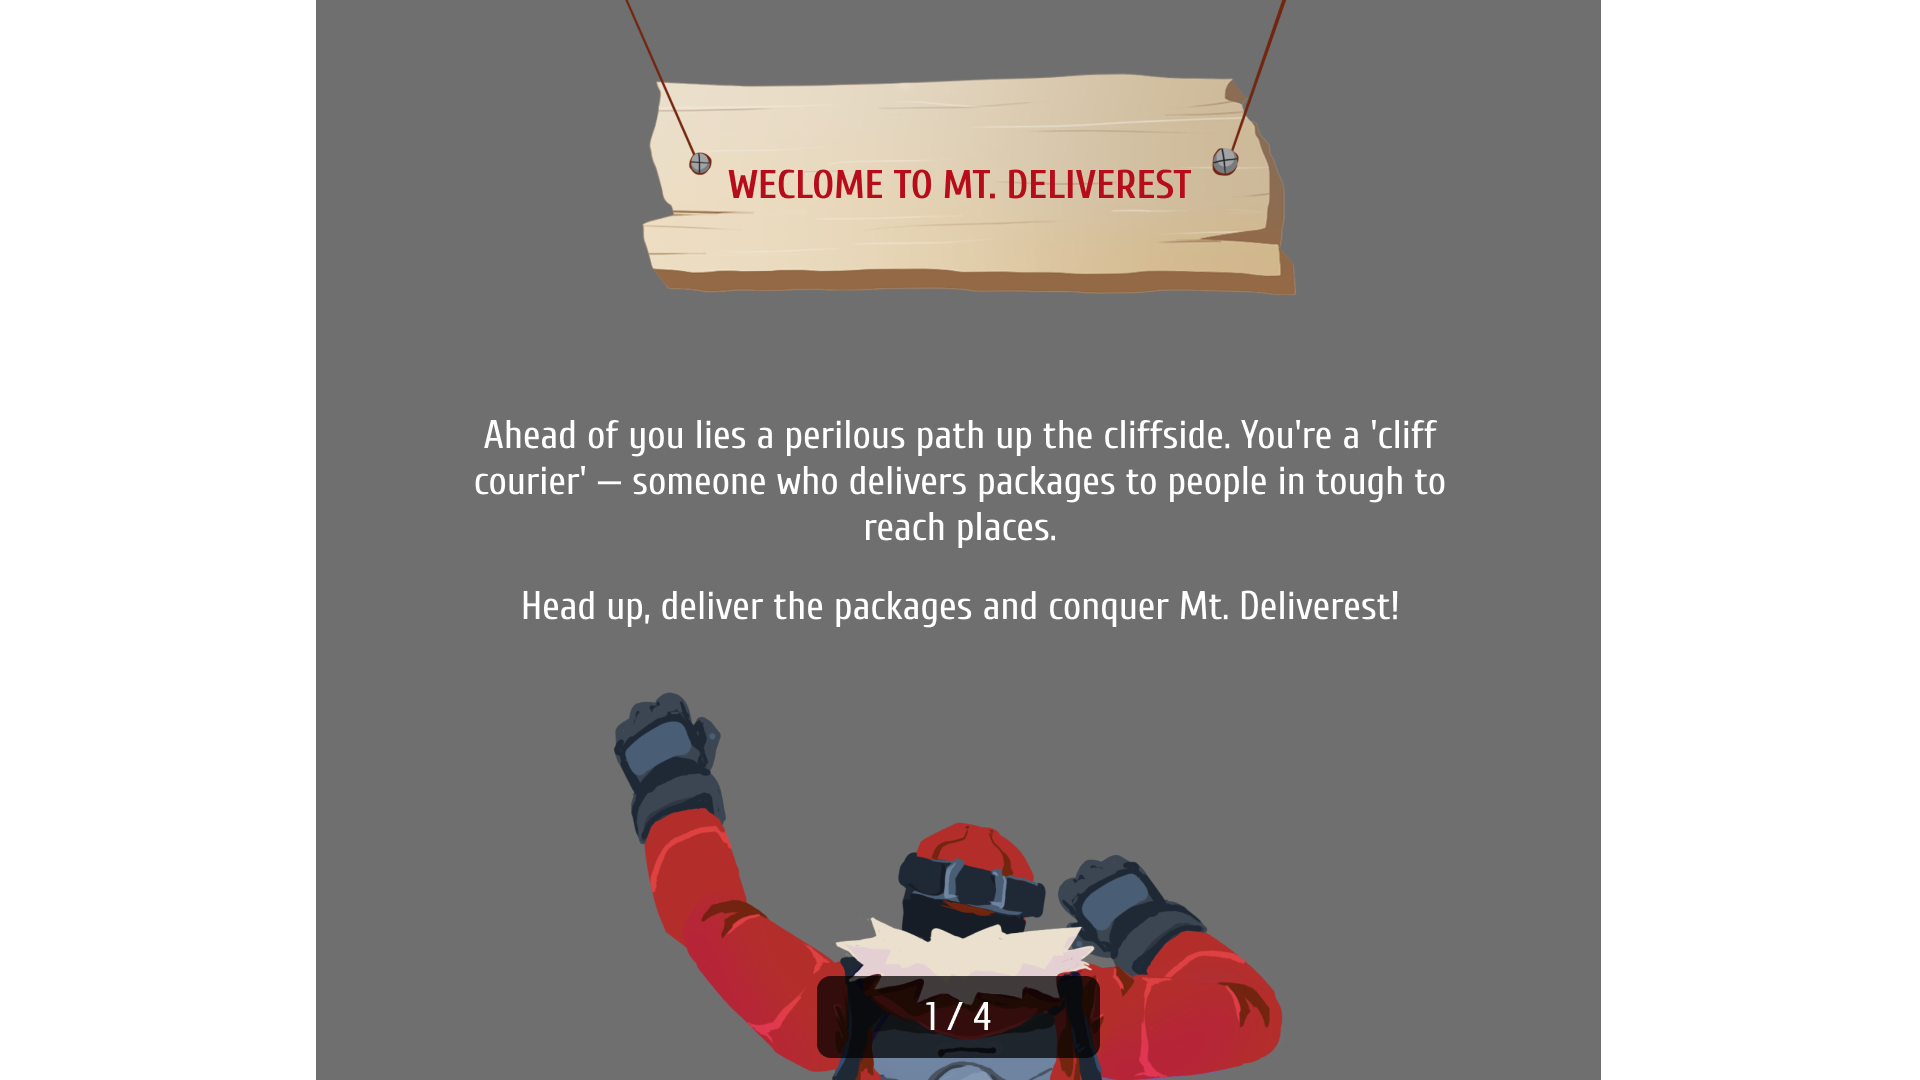 WECLOME TO MT. DELIVEREST
Ahead of you lies a perilous path up the cliffside. You're a 'cliff
courier' — someone who delivers packages to people in tough to
reach places.
Head up, deliver the packages and conquer Mt. Deliverest!
1 / 4